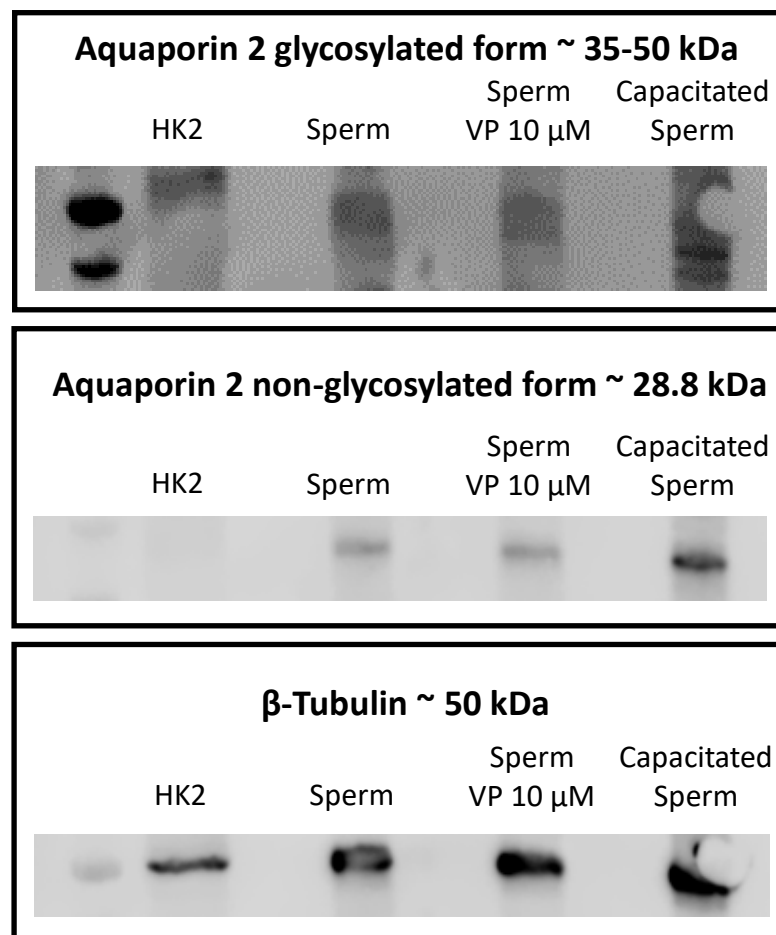 Aquaporin 2 glycosylated form ~ 35-50 kDa
HK2 Sperm Sperm VP 10 μM Capacitated Sperm
Aquaporin 2 non-glycosylated form ~ 28.8 kDa
HK2 Sperm Sperm VP 10 μM Capacitated Sperm
β-Tubulin ~ 50 kDa
HK2 Sperm Sperm VP 10 μM Capacitated Sperm